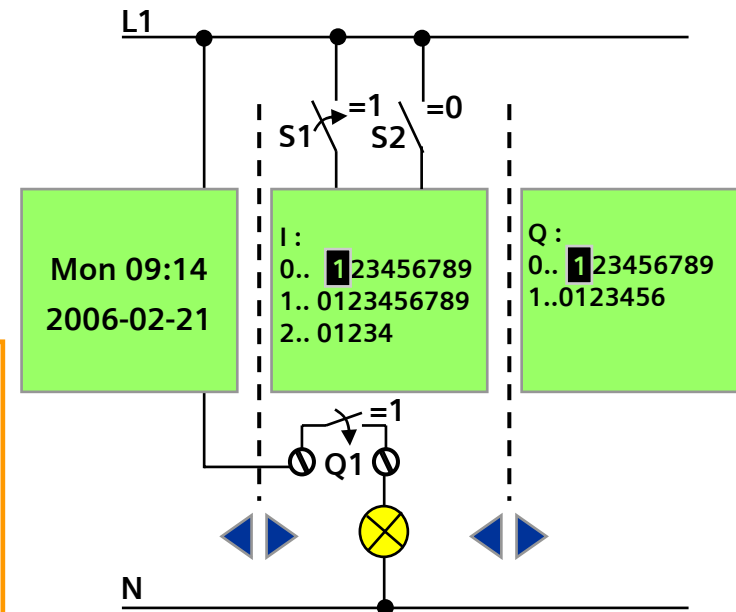 L1
=1
=0
S1
S2
Mon 09:14
2006-02-21
I :
0.. 123456789
1.. 0123456789
2.. 01234
Q :
0.. 123456789
1..0123456
=1
Q1
N